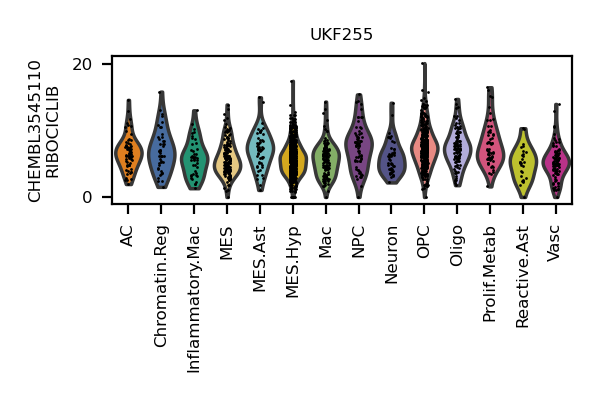 UKF255
CHEMBL3545110
RIBOCICLIB
20
0
AC
Chromatin.Reg
Inflammatory.Mac
MES
MES.Ast
MES.Hyp
Mac
NPC
Neuron
OPC
Oligo
Prolif.Metab
Reactive.Ast
Vasc